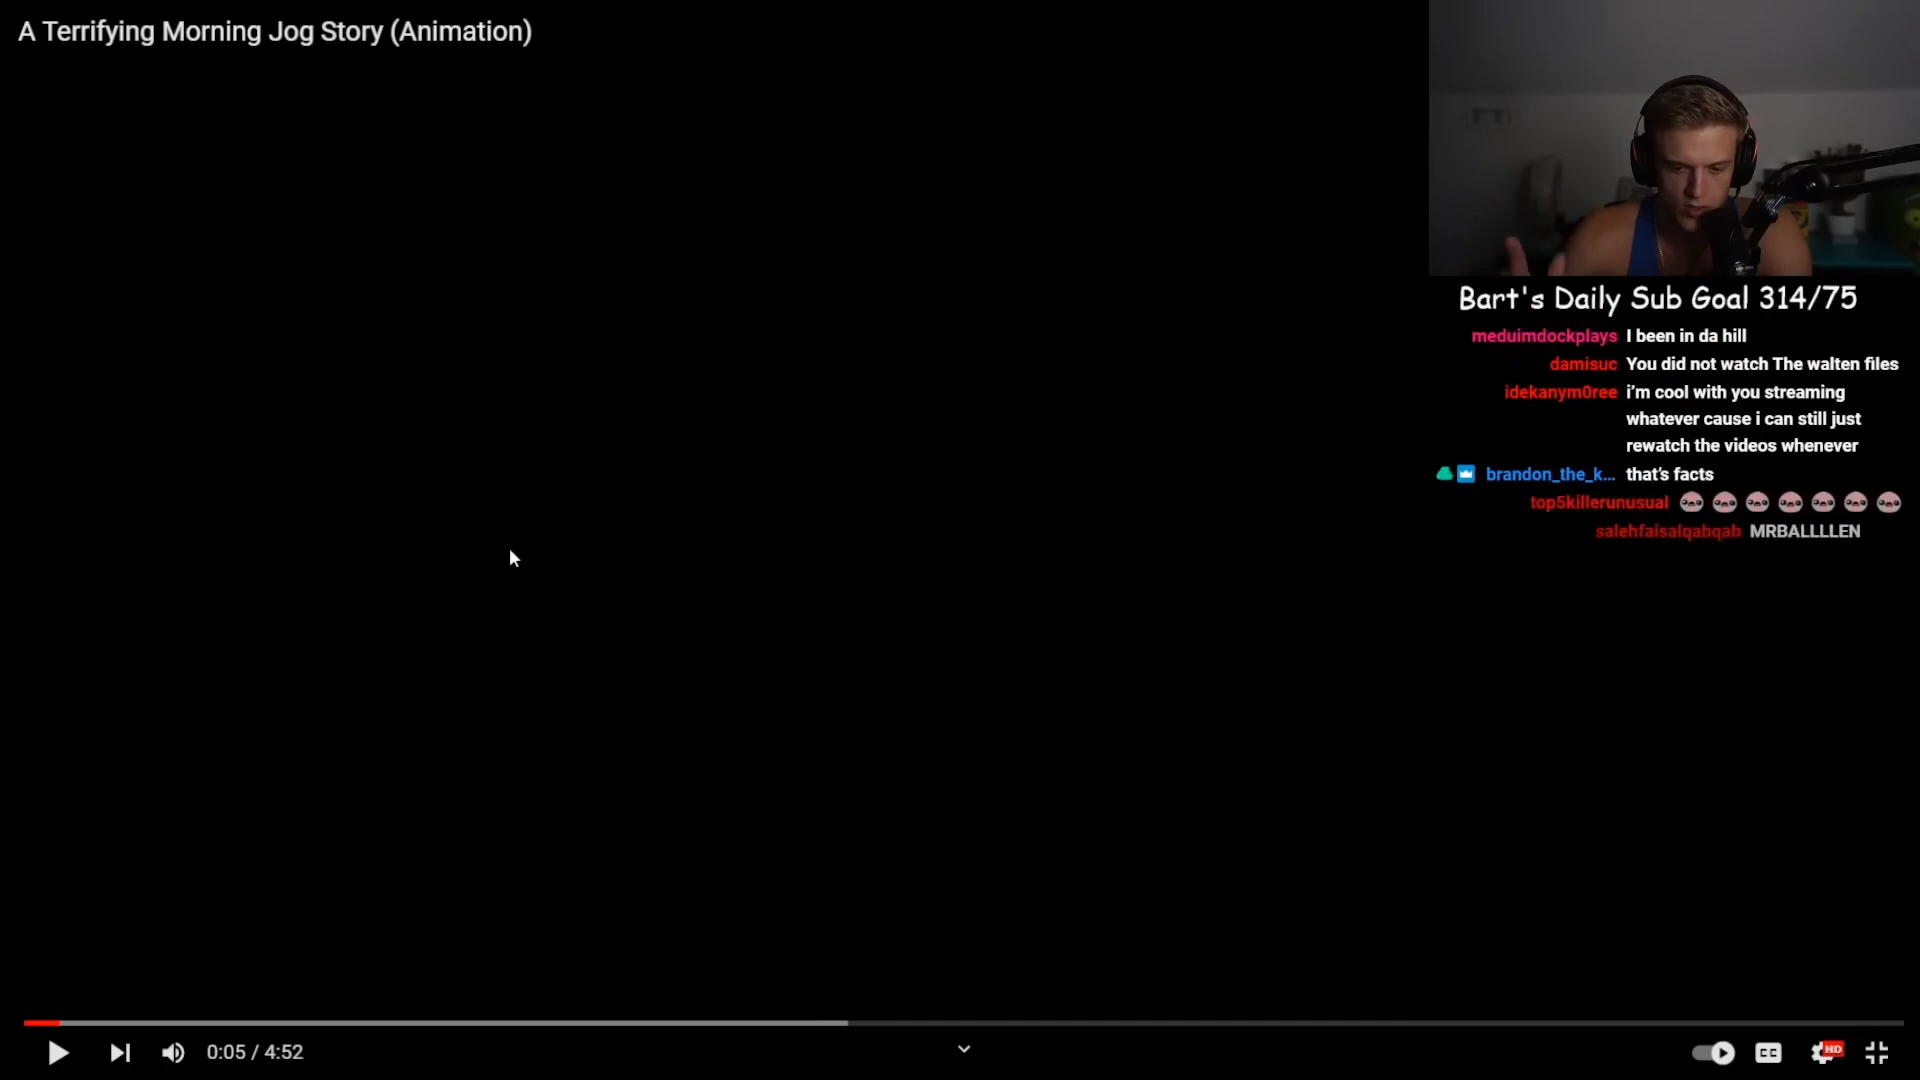 A Terrifying Morning Jog Story (Animation)
Bart's Daily Sub Goal 314/75
meduimdockplays I been in da hill
damisuc You did not watch The walten files
idekanym0ree i'm cool with you streaming
whatever cause i can still just
rewatch the videos whenever
brandon_the_k... that's facts
top5killerunusual
salehfaisalqabqab MRBALLLLEN
0:05 / 4:52
CC
HD